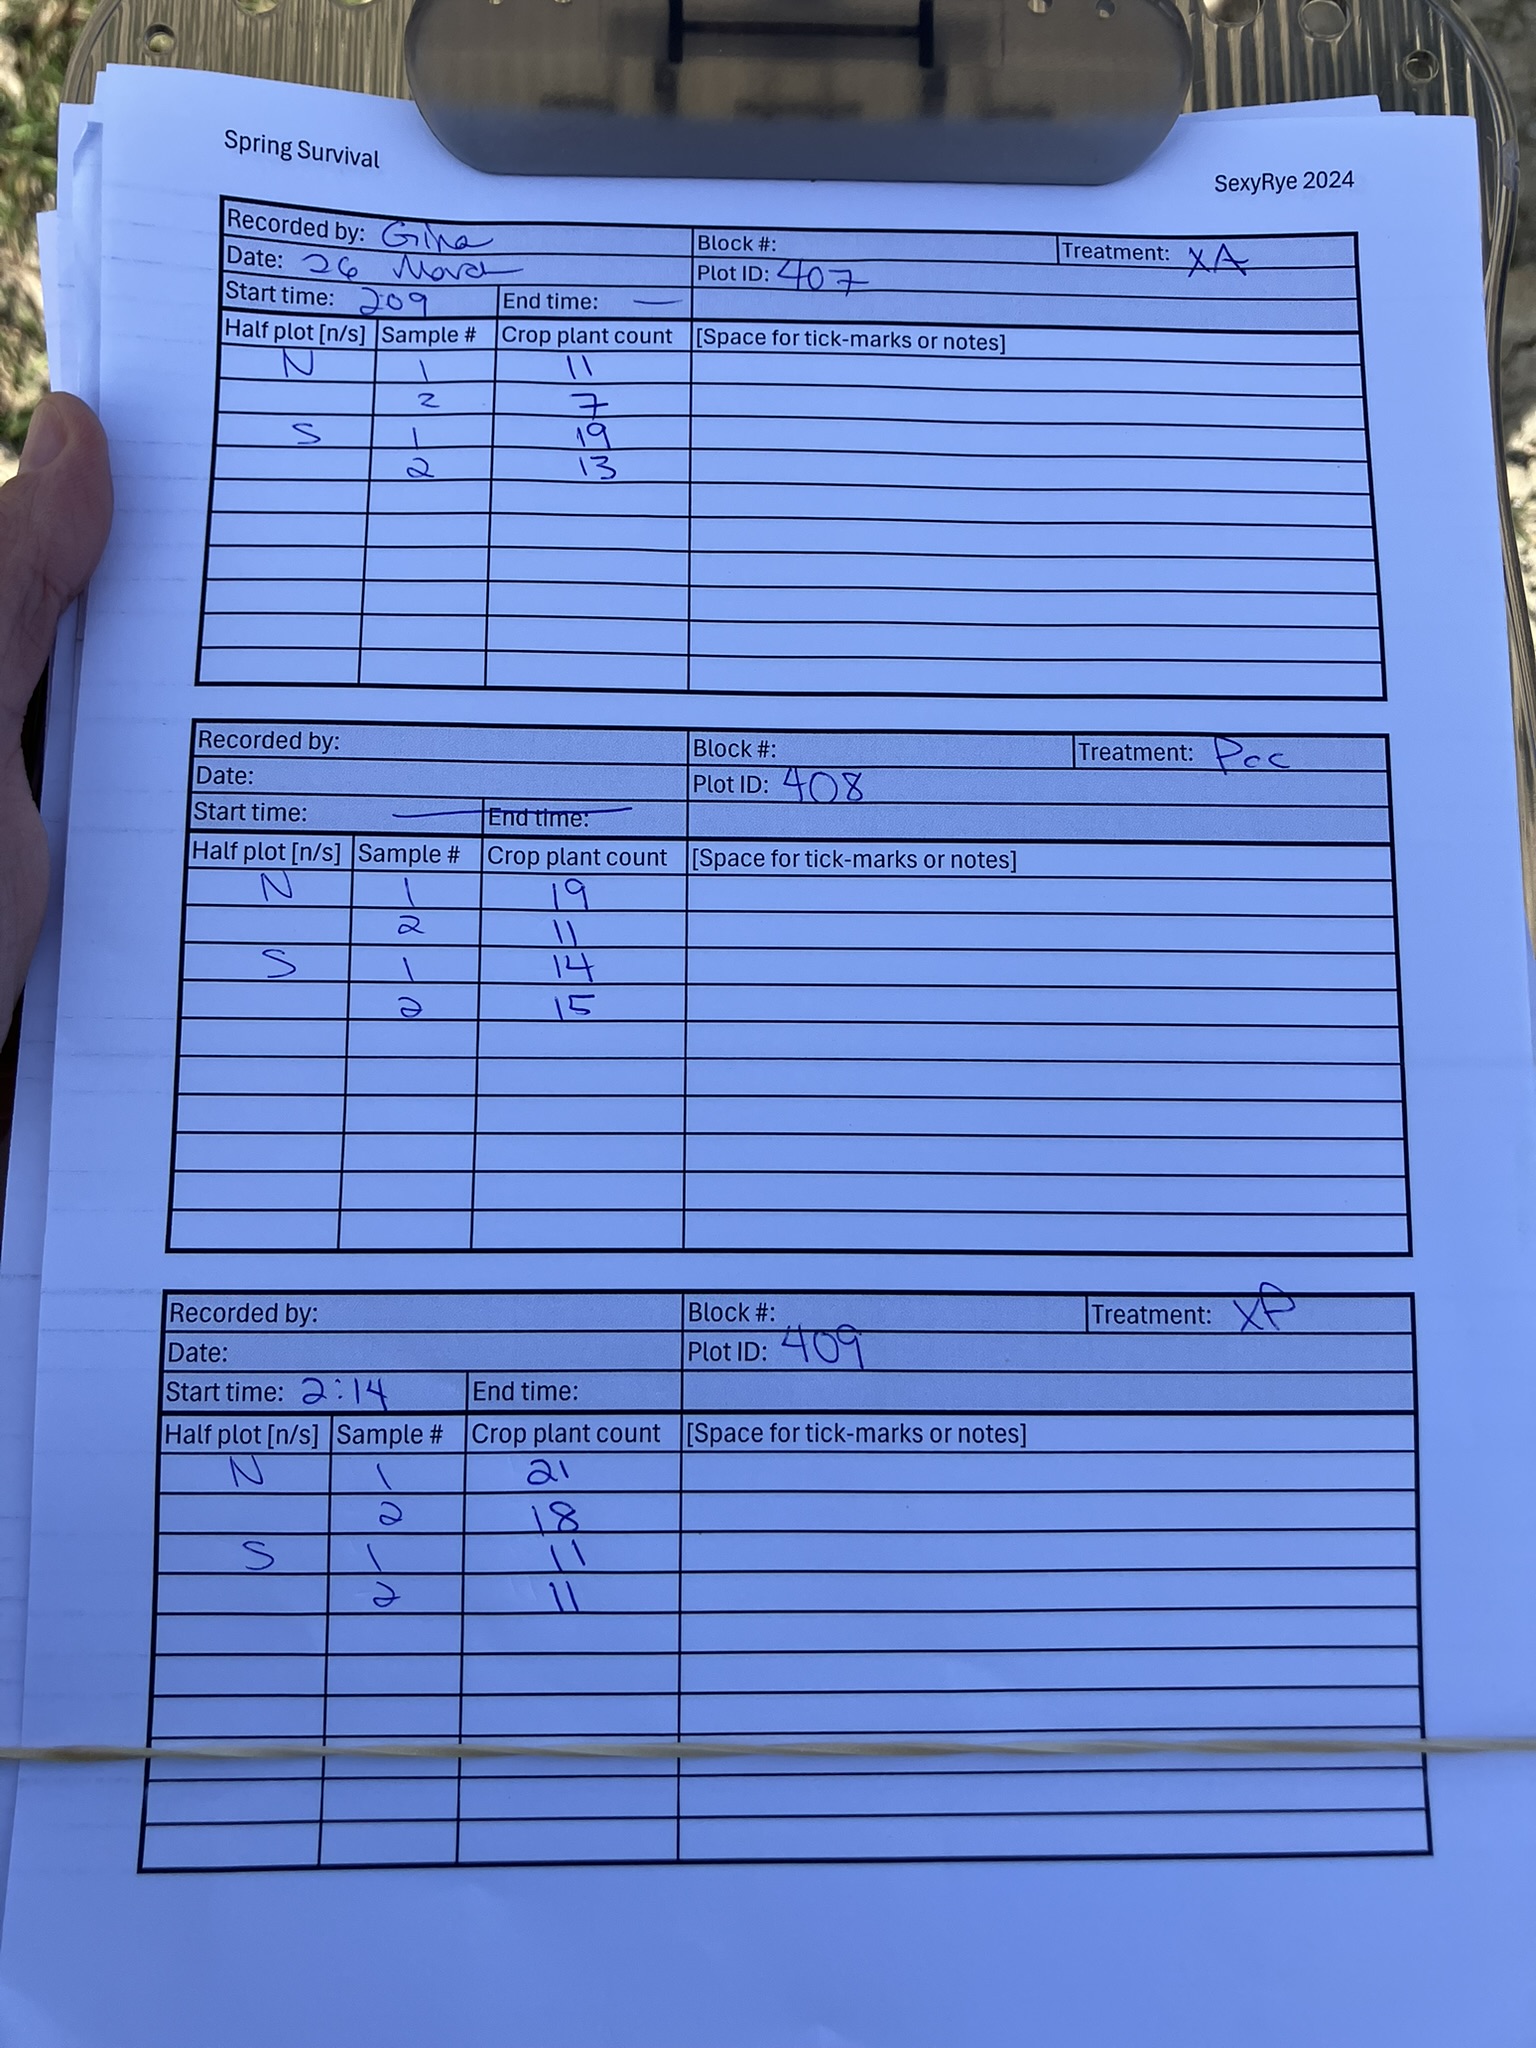 Spring Survival
SexyRye 2024
Recorded by: Gina Block #: Treatment: XA
Date: 26 March Plot ID: 407
Start time: 209 End time: —
Half plot [n/s] Sample # Crop plant count [Space for tick-marks or notes]
N 1 11
2 7
S 1 19
2 13
Recorded by: Block #: Treatment: Pcc
Date: Plot ID: 408
Start time: — End time:
Half plot [n/s] Sample # Crop plant count [Space for tick-marks or notes]
N 1 19
2 11
S 1 14
2 15
Recorded by: Block #: Treatment: XP
Date: Plot ID: 409
Start time: 2:14 End time:
Half plot [n/s] Sample # Crop plant count [Space for tick-marks or notes]
N 1 21
2 18
S 1 11
2 11